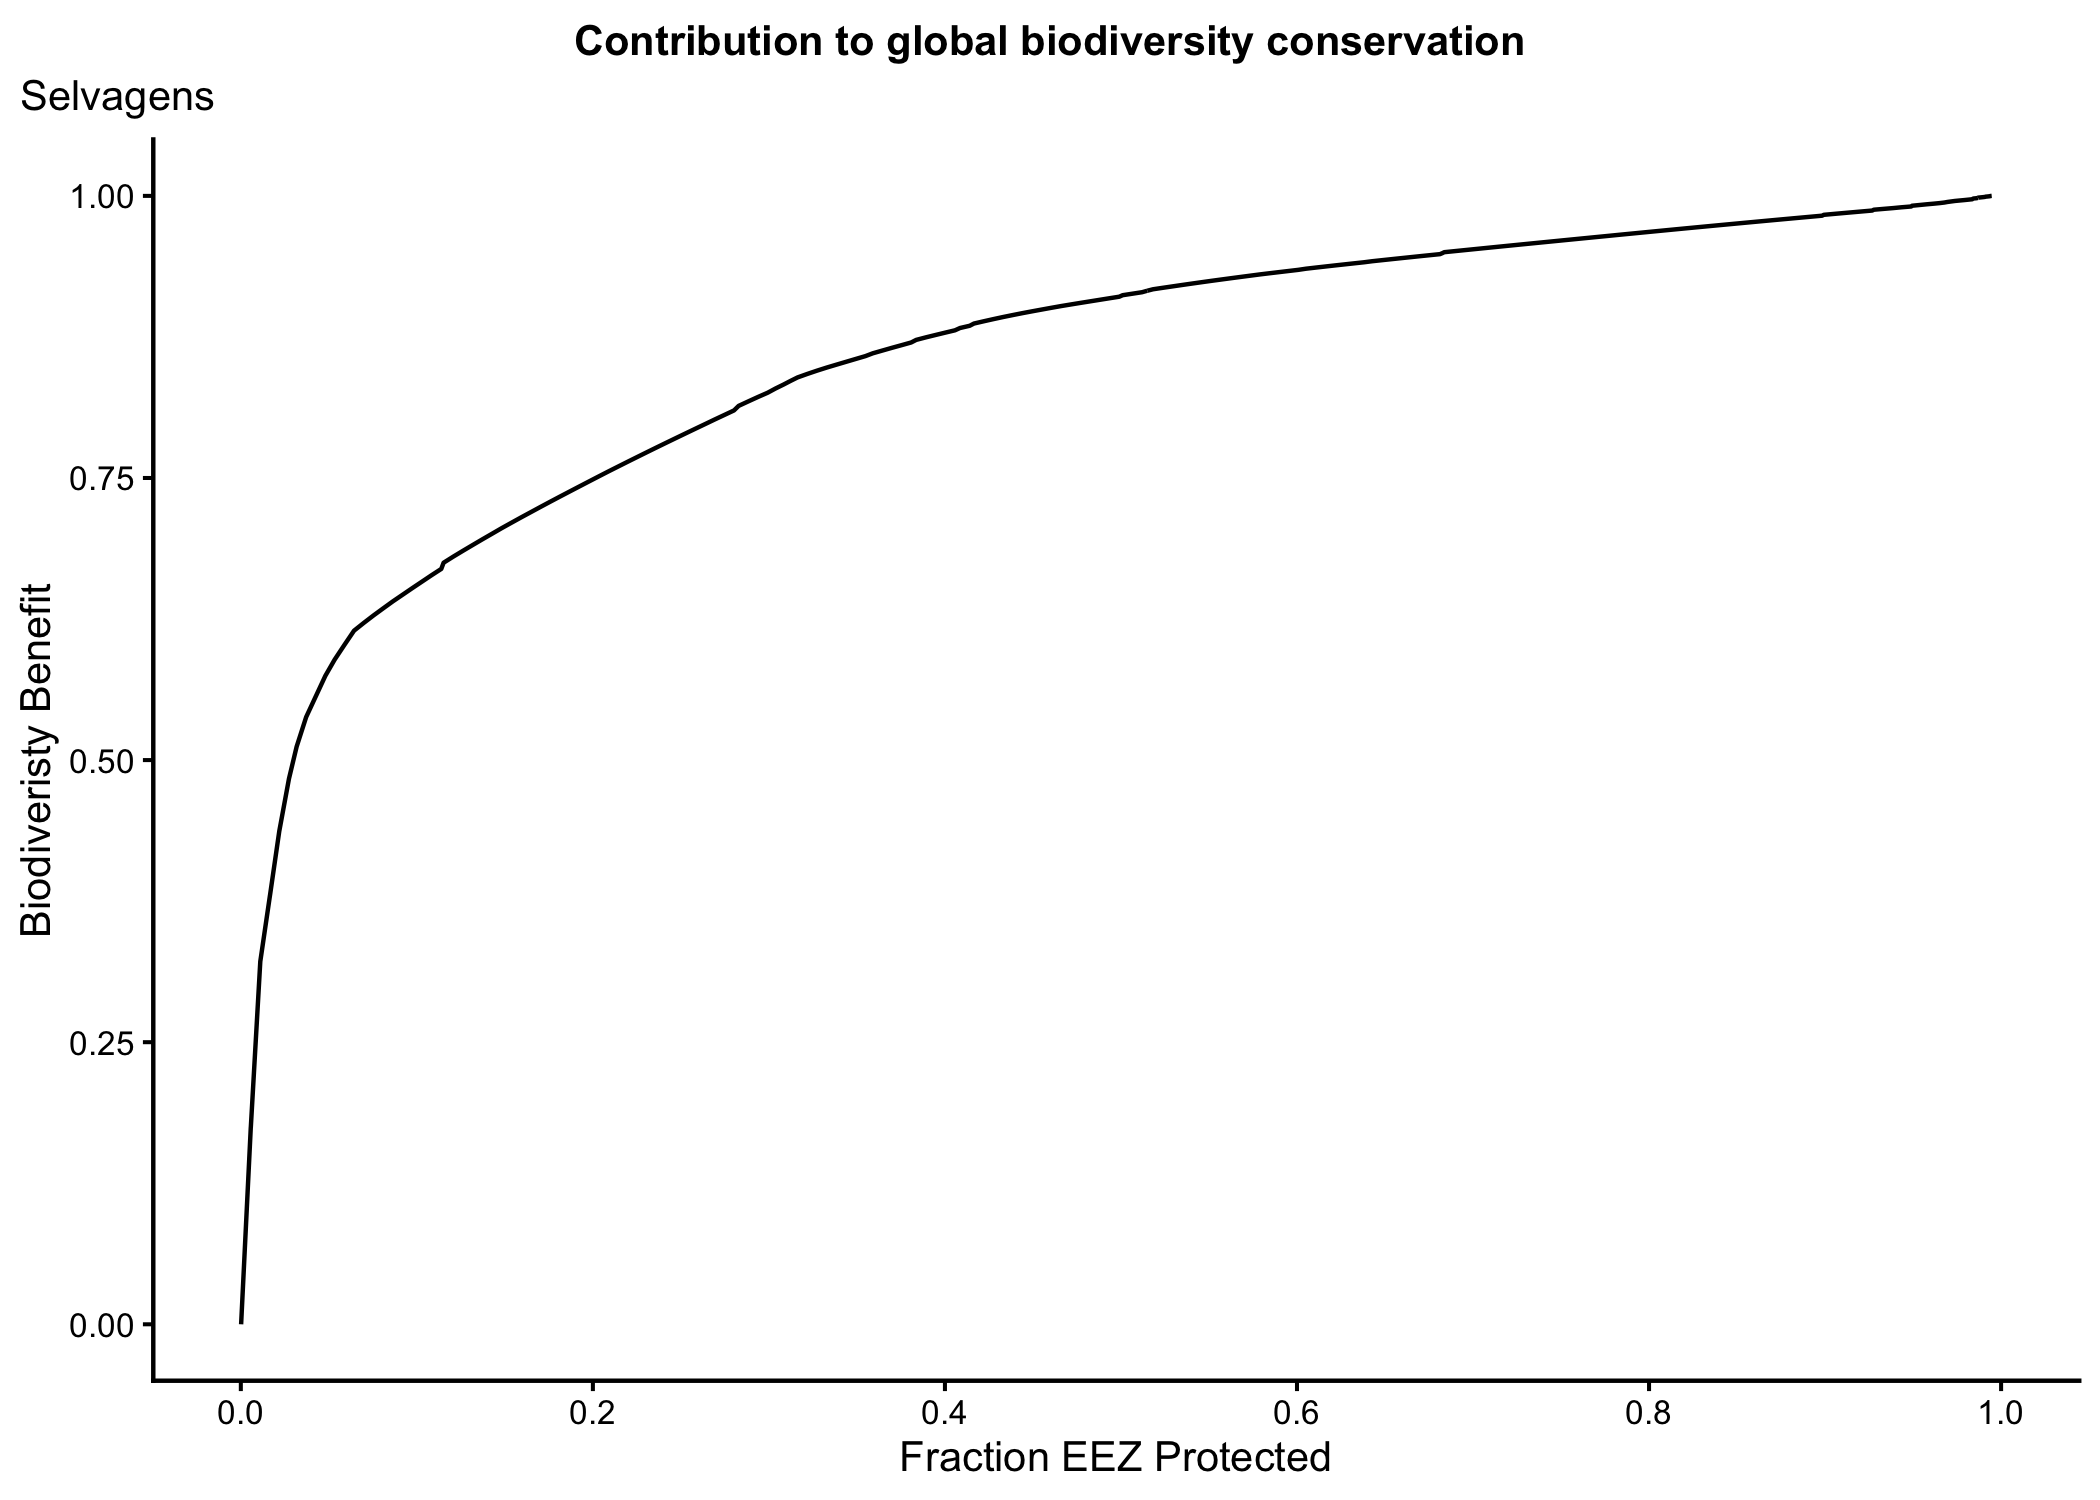 Contribution to global biodiversity conservation
Selvagens
1.00
0.75
0.50
0.25
0.00
Biodiveristy Benefit
0.0 0.2 0.4 0.6 0.8 1.0
Fraction EEZ Protected